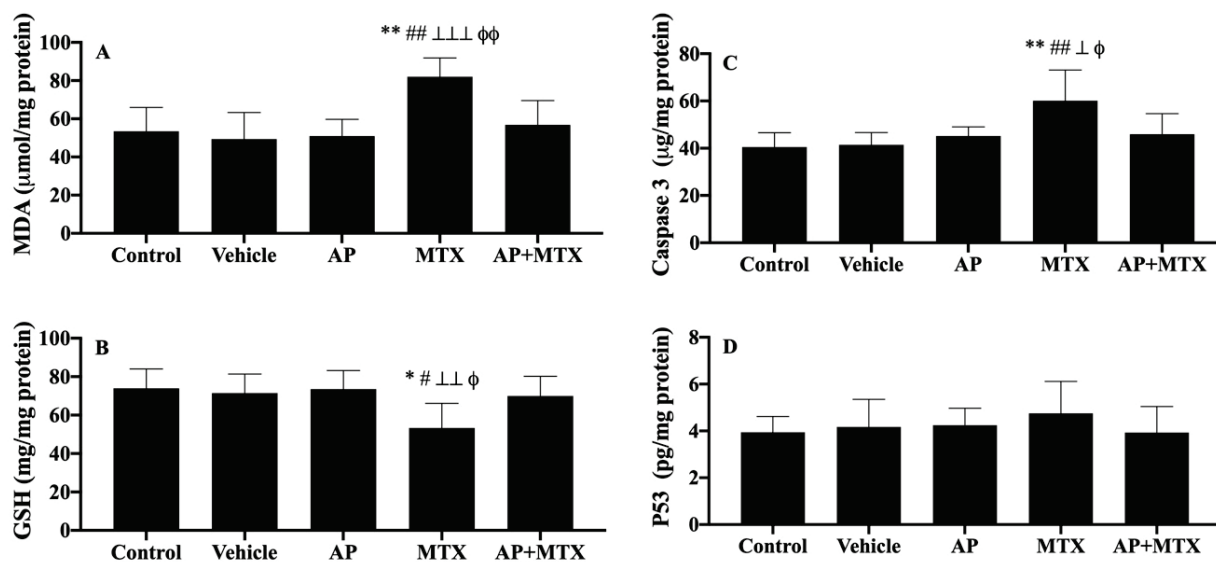 A
** ## ⊥⊥⊥ ϕϕ
MDA (μmol/mg protein)
100
80
60
40
20
0
Control Vehicle AP MTX AP+MTX
B
* # ⊥⊥ ϕ
GSH (mg/mg protein)
100
80
60
40
20
0
Control Vehicle AP MTX AP+MTX
C
** ## ⊥ ϕ
Caspase 3 (μg/mg protein)
80
60
40
20
0
Control Vehicle AP MTX AP+MTX
D
P53 (pg/mg protein)
8
6
4
2
0
Control Vehicle AP MTX AP+MTX